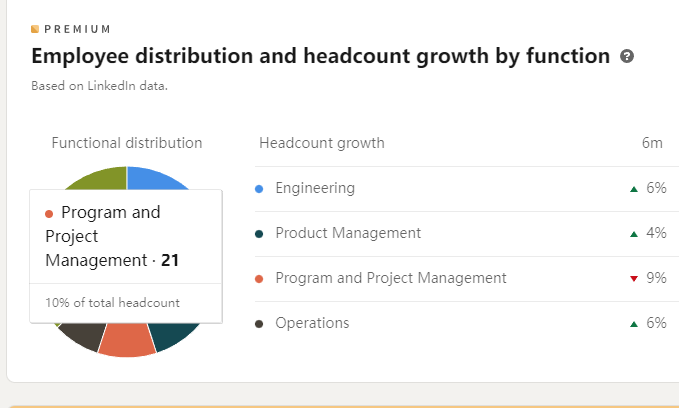 PREMIUM
Employee distribution and headcount growth by function ?
Based on LinkedIn data.
Functional distribution
Program and
Project
Management · 21
10% of total headcount
Headcount growth 6m
Engineering 6%
Product Management 4%
Program and Project Management 9%
Operations 6%